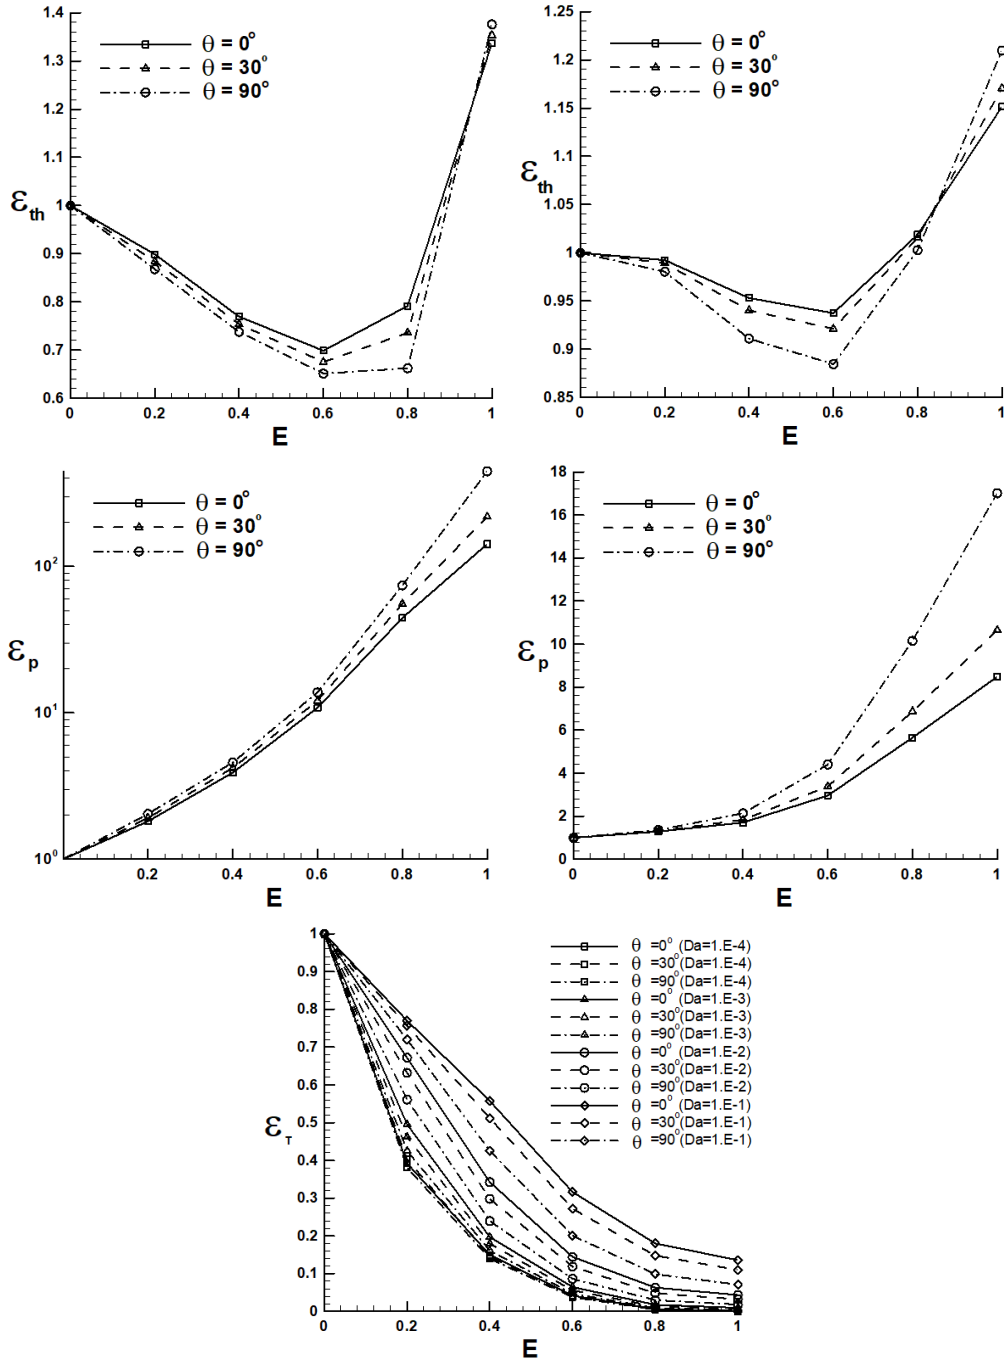 1.4
1.3
1.2
1.1
1
0.9
0.8
0.7
0.6
ε th
θ = 0°
θ = 30°
θ = 90°
0 0.2 0.4 0.6 0.8 1
E
1.25
1.2
1.15
1.1
1.05
1
0.95
0.9
0.85
ε th
θ = 0°
θ = 30°
θ = 90°
0 0.2 0.4 0.6 0.8 1
E
10²
10¹
10⁰
ε p
θ = 0°
θ = 30°
θ = 90°
0.2 0.4 0.6 0.8 1
E
18
16
14
12
10
8
6
4
2
0
ε p
θ = 0°
θ = 30°
θ = 90°
0 0.2 0.4 0.6 0.8 1
E
1
0.9
0.8
0.7
0.6
0.5
0.4
0.3
0.2
0.1
0
ε T
θ =0° (Da=1.E-4)
θ =30° (Da=1.E-4)
θ =90° (Da=1.E-4)
θ =0° (Da=1.E-3)
θ =30° (Da=1.E-3)
θ =90° (Da=1.E-3)
θ =0° (Da=1.E-2)
θ =30° (Da=1.E-2)
θ =90° (Da=1.E-2)
θ =0° (Da=1.E-1)
θ =30° (Da=1.E-1)
θ =90° (Da=1.E-1)
0 0.2 0.4 0.6 0.8 1
E